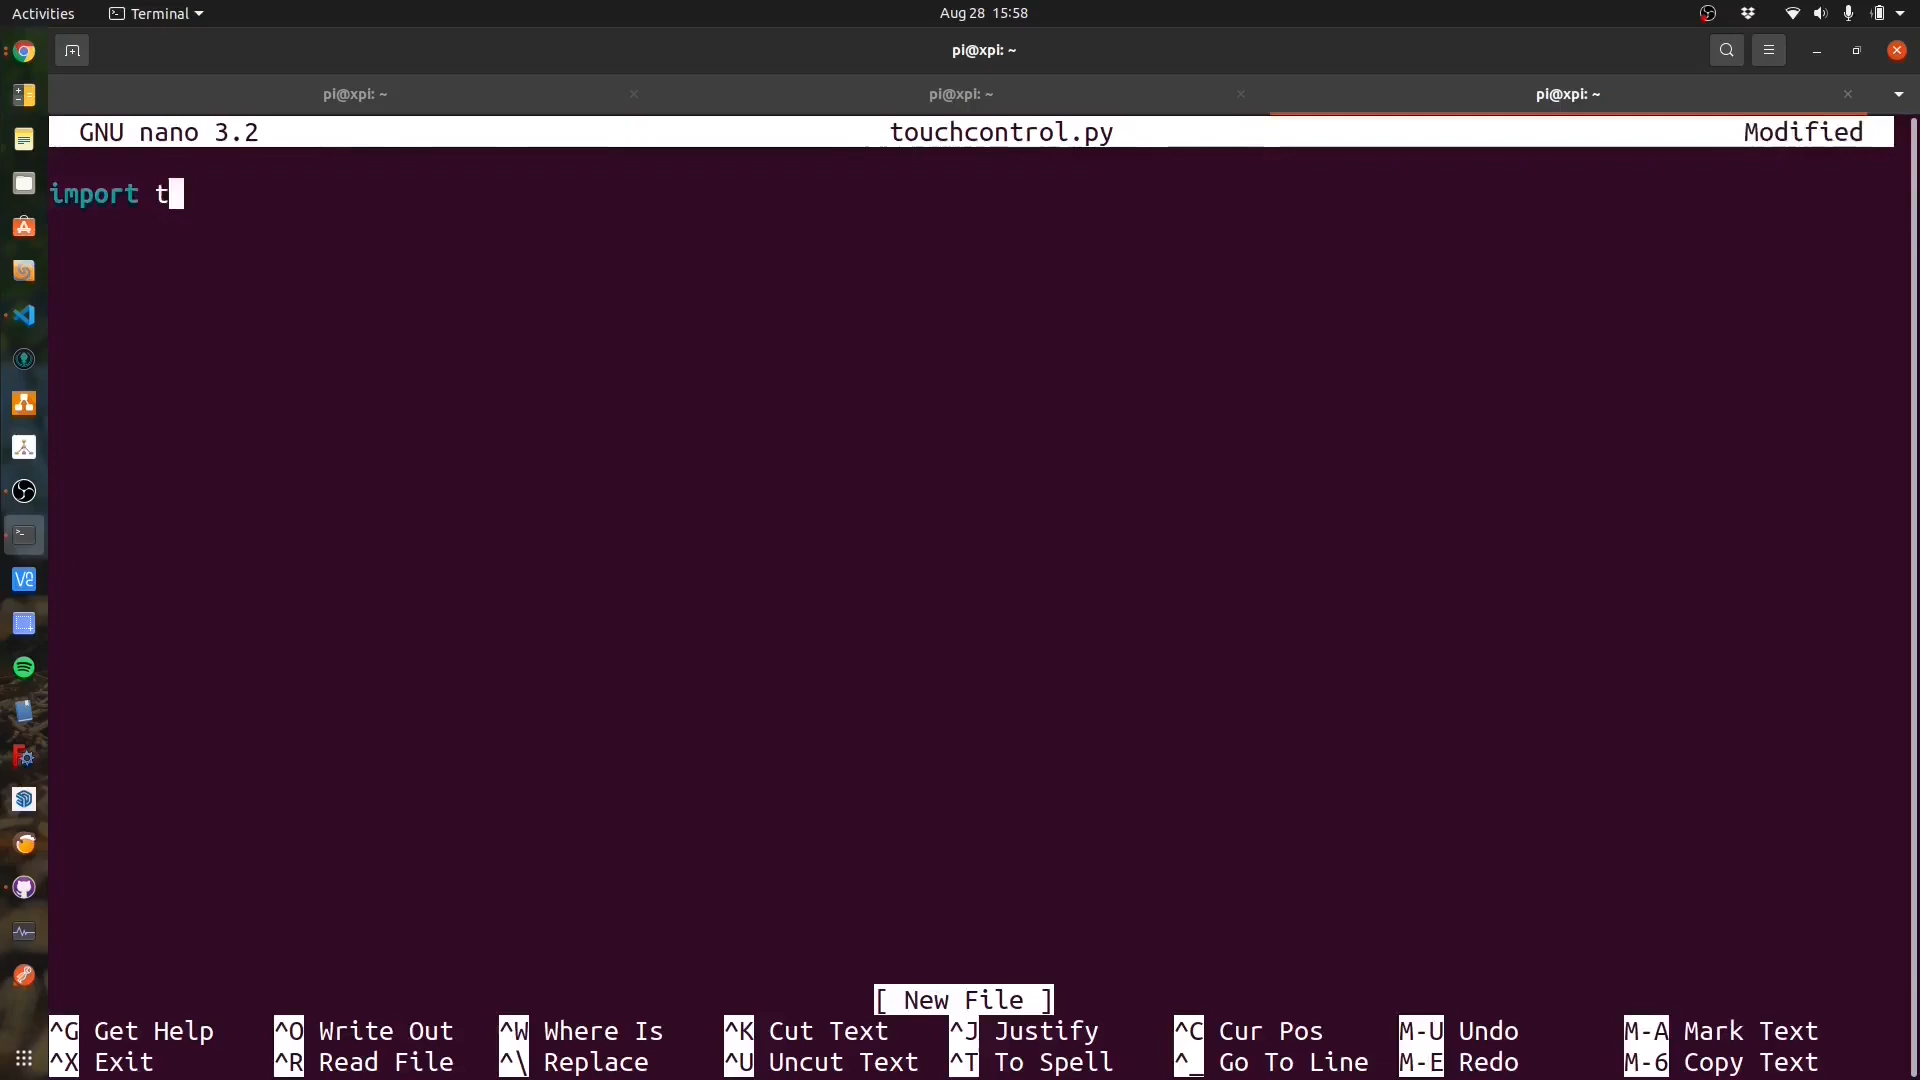 Activities Terminal Aug 28 15:58
pi@xpi: ~
pi@xpi: ~ pi@xpi: ~ pi@xpi: ~
GNU nano 3.2 touchcontrol.py Modified
import t
[ New File ]
^G Get Help ^O Write Out ^W Where Is ^K Cut Text ^J Justify ^C Cur Pos M-U Undo M-A Mark Text
^X Exit ^R Read File ^\ Replace ^U Uncut Text ^T To Spell ^_ Go To Line M-E Redo M-6 Copy Text